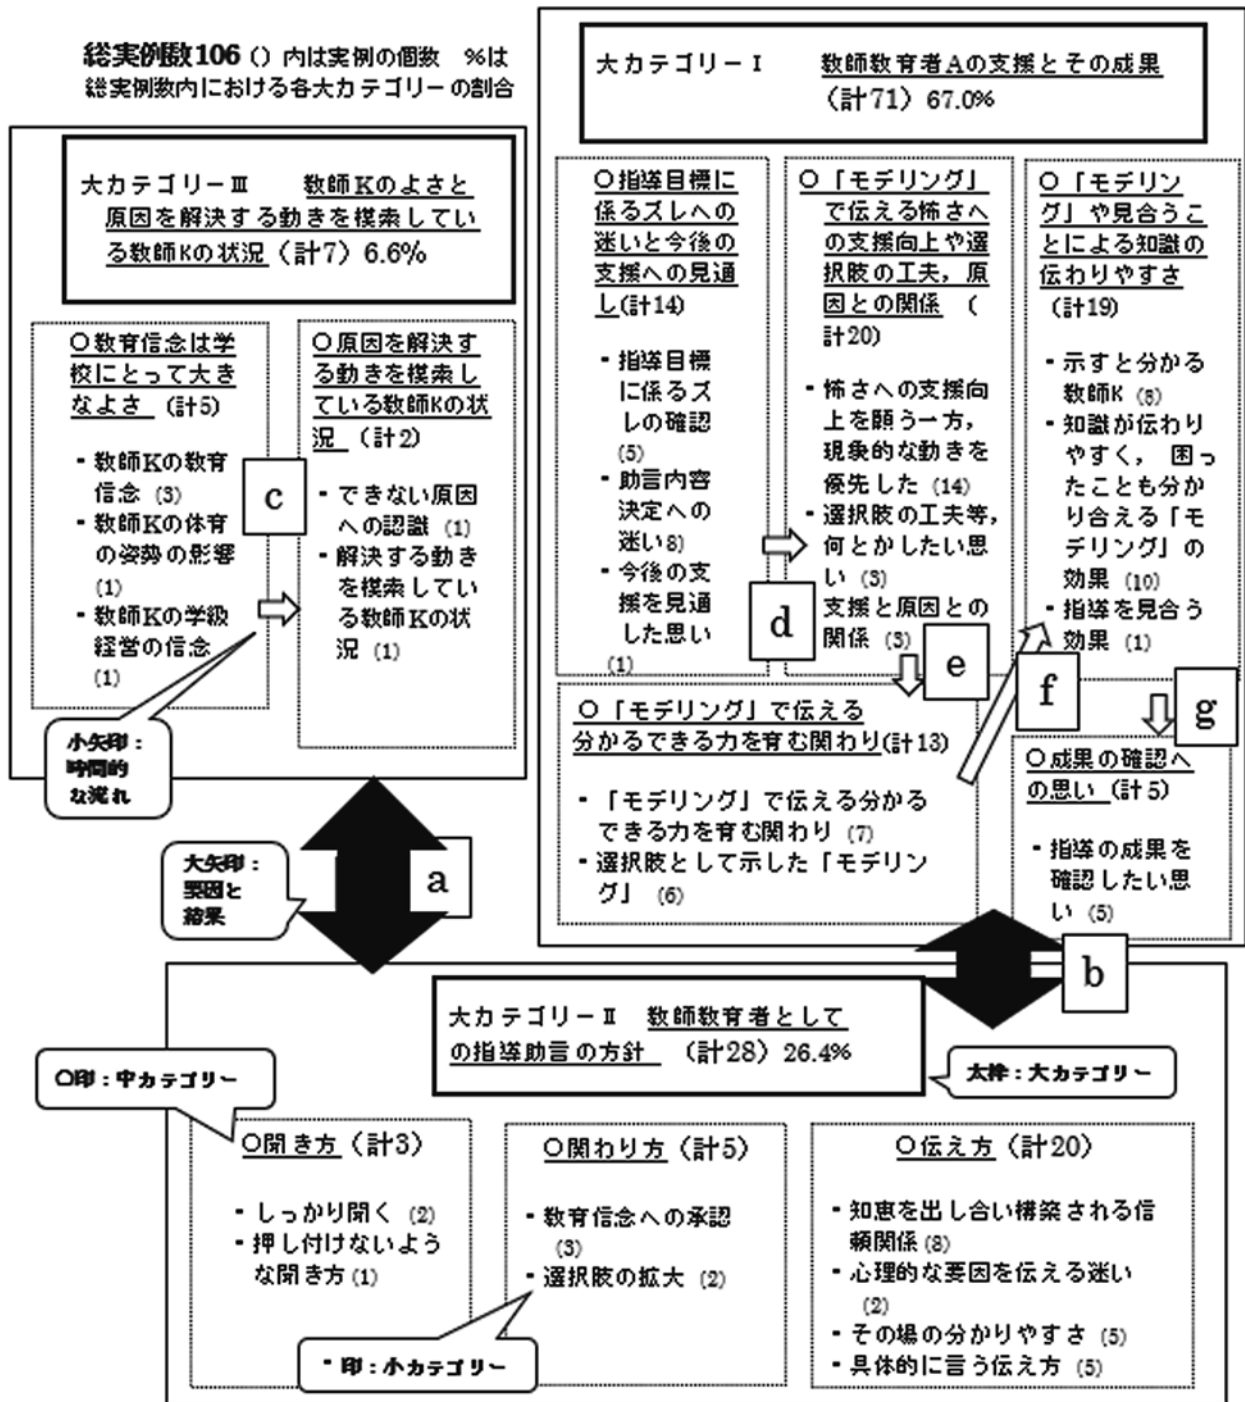 総実例数106（）内は実例の個数　%は
総実例数内における各大カテゴリーの割合
大カテゴリーⅠ　教師教育者Aの支援とその成果
（計71）67.0%
大カテゴリーⅢ　教師Kのよさと
原因を解決する動きを模索してい
る教師Kの状況（計7）6.6%
○教育信念は学
校にとって大き
なよさ（計5）
- 教師Kの教育
信念（3）
- 教師Kの体育
の姿勢の影響
（1）
- 教師Kの学級
経営の信念
（1）
c
○原因を解決す
る動きを模索し
ている教師Kの状
況（計2）
- できない原因
への認識（1）
- 解決する動き
を模索してい
る教師Kの状
況（1）
小矢印：
時間的
な流れ
○指導目標に
係るズレへの
迷いと今後の
支援への見通
し(計14)
- 指導目標
に係るズ
レの確認
（5）
- 助言内容
決定への
迷い8)
- 今後の支
援を見通
した思い
（1）
d
○「モデリング」
で伝える怖さへ
の支援向上や選
択肢の工夫，原
因との関係　（
計20）
- 怖さへの支援向
上を願う一方，
現象的な動きを
優先した（14）
- 選択肢の工夫等，
何とかしたい思
い（3）
支援と原因との
関係（3）
e
○「モデリン
グ」や見合うこ
とによる知識の
伝わりやすさ
（計19）
- 示すと分かる
教師K（8）
- 知識が伝わり
やすく，困っ
たことも分か
り合える「モ
デリング」の
効果（10）
- 指導を見合う
効果（1）
f
g
○「モデリング」で伝える
分かるできる力を育む関わり(計13)
- 「モデリング」で伝える分かる
できる力を育む関わり（7）
- 選択肢として示した「モデリン
グ」（6）
○成果の確認へ
の思い（計5）
- 指導の成果を
確認したい思
い（5）
大矢印：
要因と
結果
a
b
大カテゴリーⅡ　教師教育者として
の指導助言の方針　（計28）26.4%
○印：中カテゴリー
太枠：大カテゴリー
○聞き方（計3）
- しっかり聞く（2）
- 押し付けないよう
な聞き方（1）
○関わり方（計5）
- 教育信念への承認
（3）
- 選択肢の拡大（2）
○伝え方（計20）
- 知恵を出し合い構築される信
頼関係（8）
- 心理的な要因を伝える迷い
（2）
- その場の分かりやすさ（5）
- 具体的に言う伝え方（5）
- 印：小カテゴリー